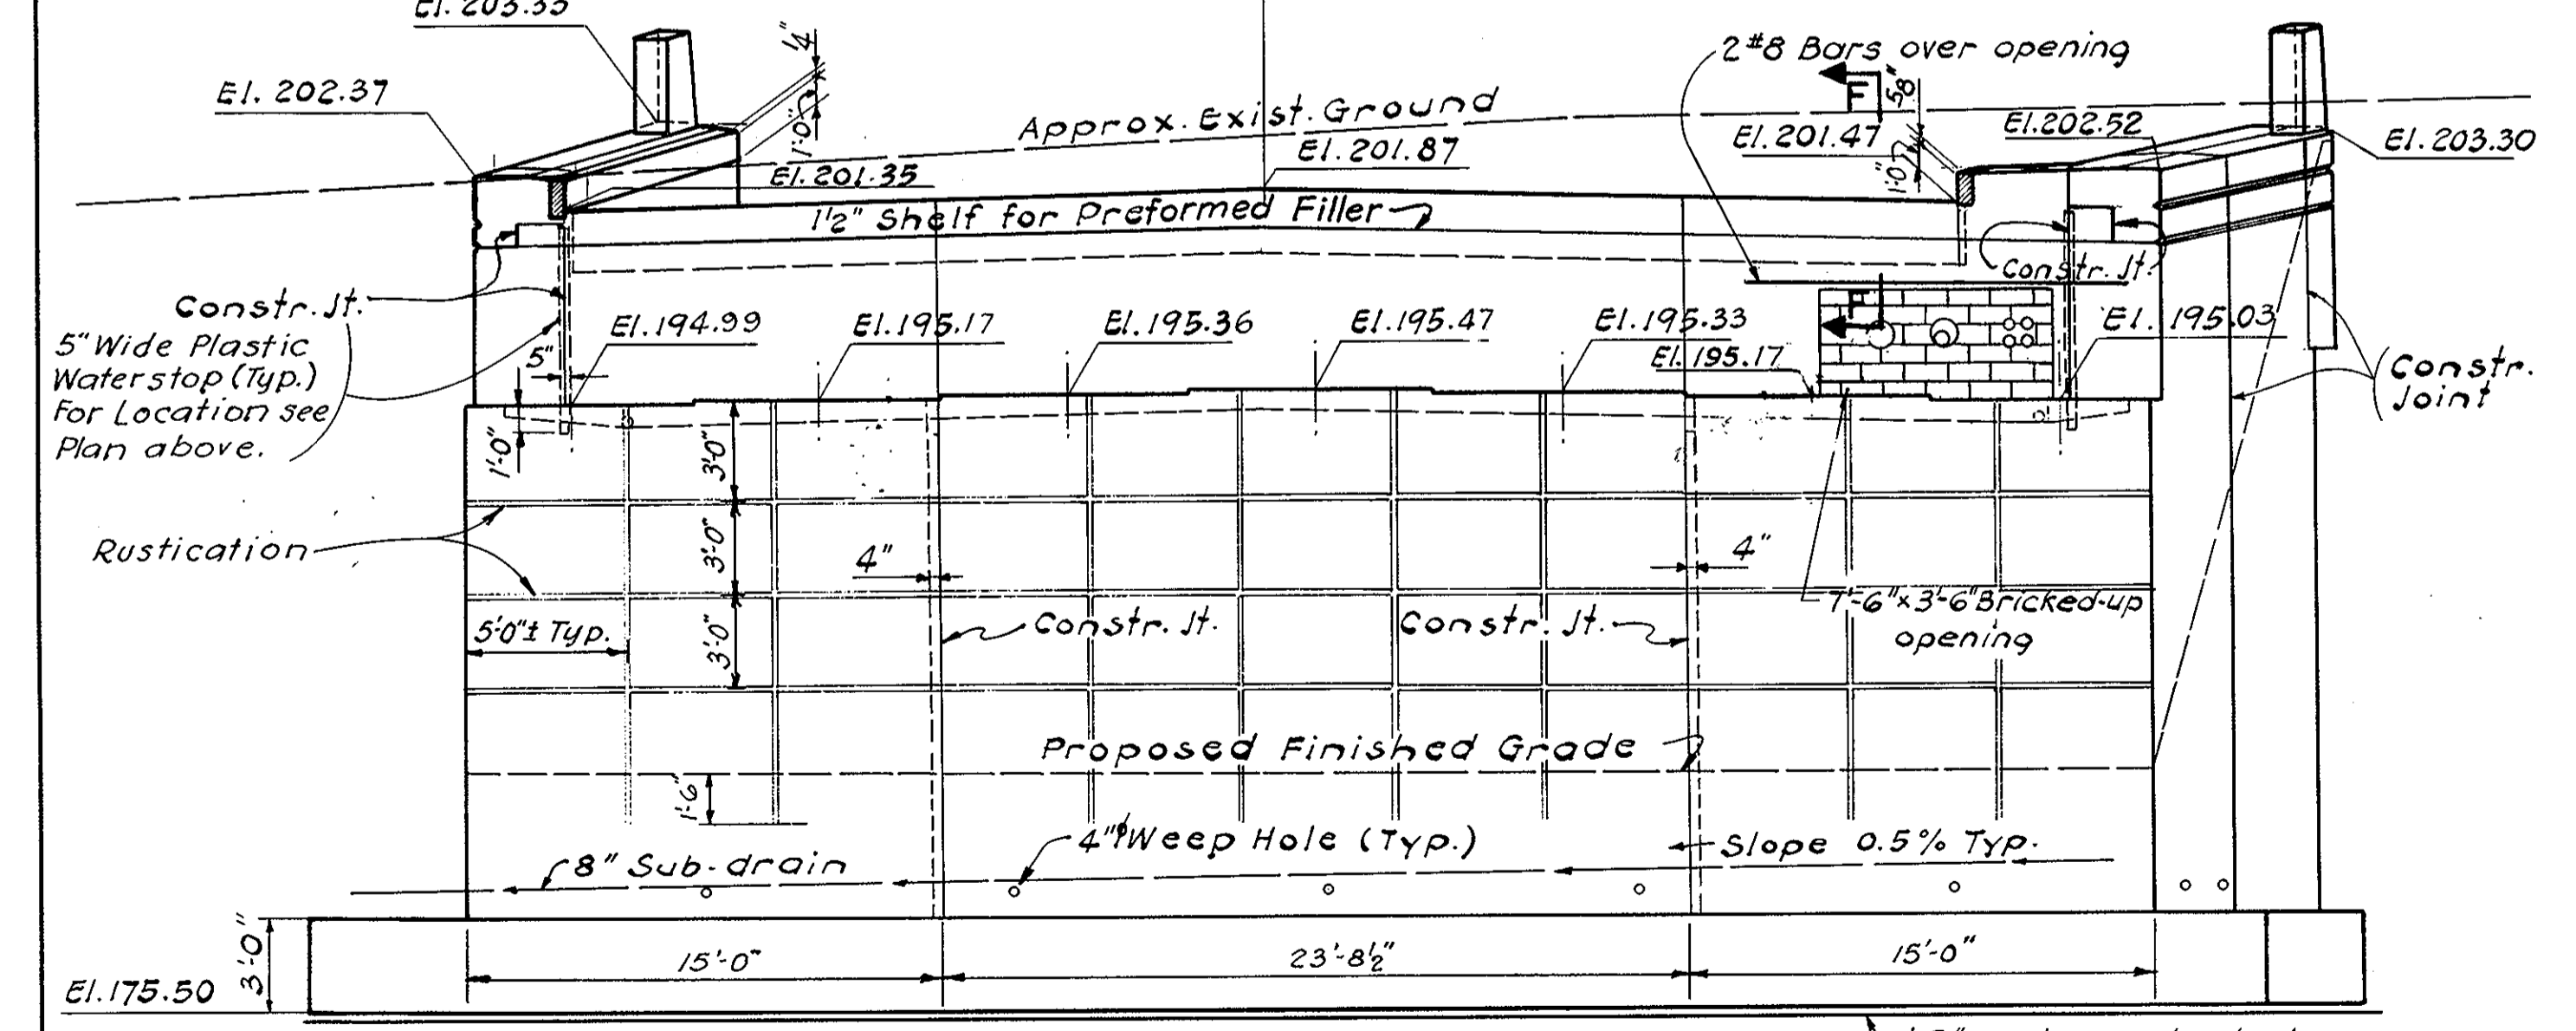 El. 203.35
El. 202.37
1/4"
1'-0"
Approx. Exist. Ground
2 #8 Bars over opening
F
5/8"
1'-0"
El. 201.47
El. 202.52
El. 203.30
El. 201.87
El. 201.35
1'2" Shelf for Preformed Filler
Constr. Jt.
Constr. Jt.
5" Wide Plastic
Waterstop (Typ.)
For Location see
Plan above.
5"
1'-0"
El. 194.99
El. 195.17
El. 195.36
El. 195.47
El. 195.33
El. 195.17
F
El. 195.03
Constr.
Joint
3'-0"
Rustication
3'-0"
4"
4"
5'-0"± Typ.
3'-0"
Constr. Jt.
Constr. Jt.
7'-6" x 3'-6" Bricked-up
opening
Proposed Finished Grade
1'-6"
8" Sub-drain
4"ϕ Weep Hole (Typ.)
Slope 0.5% Typ.
3'-0"
El. 175.50
15'-0"
23'-8½"
15'-0"